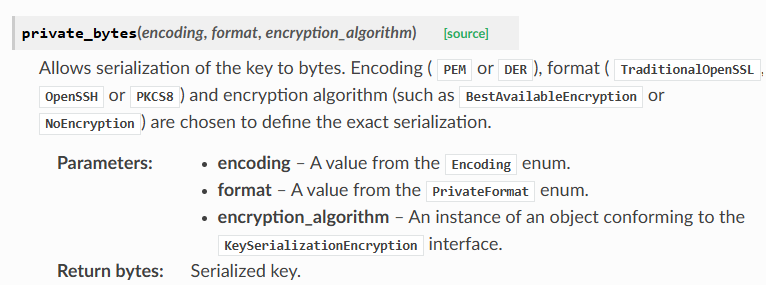 private_bytes(encoding, format, encryption_algorithm) [source]
Allows serialization of the key to bytes. Encoding ( PEM or DER ), format ( TraditionalOpenSSL ,
OpenSSH or PKCS8 ) and encryption algorithm (such as BestAvailableEncryption or
NoEncryption ) are chosen to define the exact serialization.
Parameters: • encoding – A value from the Encoding enum.
• format – A value from the PrivateFormat enum.
• encryption_algorithm – An instance of an object conforming to the
KeySerializationEncryption interface.
Return bytes: Serialized key.